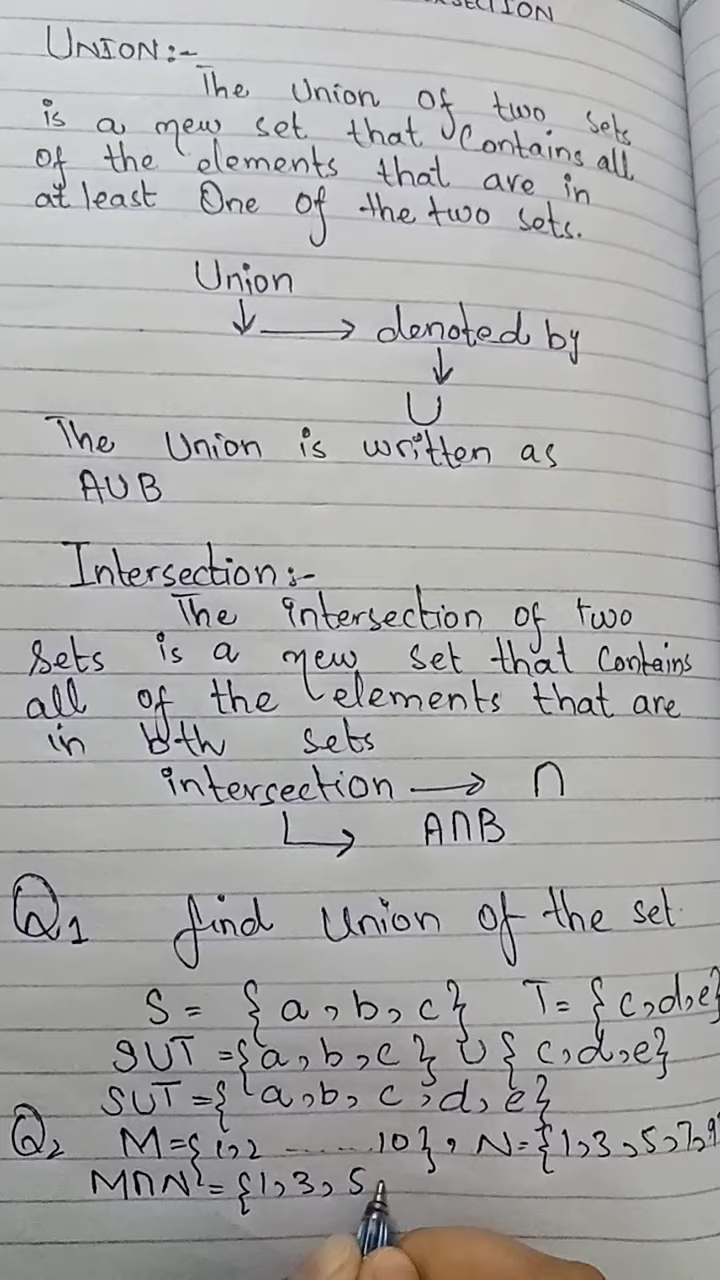 SECTION
UNION:-
The Union of two sets
is a new set that Contains all
of the elements that are in
at least One of the two sets.
Union
↓ → denoted by
↓
U
The Union is written as
AUB
Intersection:-
The intersection of two
sets is a new set that contains
all of the elements that are
in both sets
intersection → ∩
↳ A∩B
Q1 find Union of the set.
S = {a, b, c} T = {c, d, e}
SUT = {a, b, c} U {c, d, e}
SUT = {a, b, c, d, e}
Q2 M = {1, 2 ...... 10}, N = {1, 3, 5, 7, 9
M∩N = {1, 3, 5